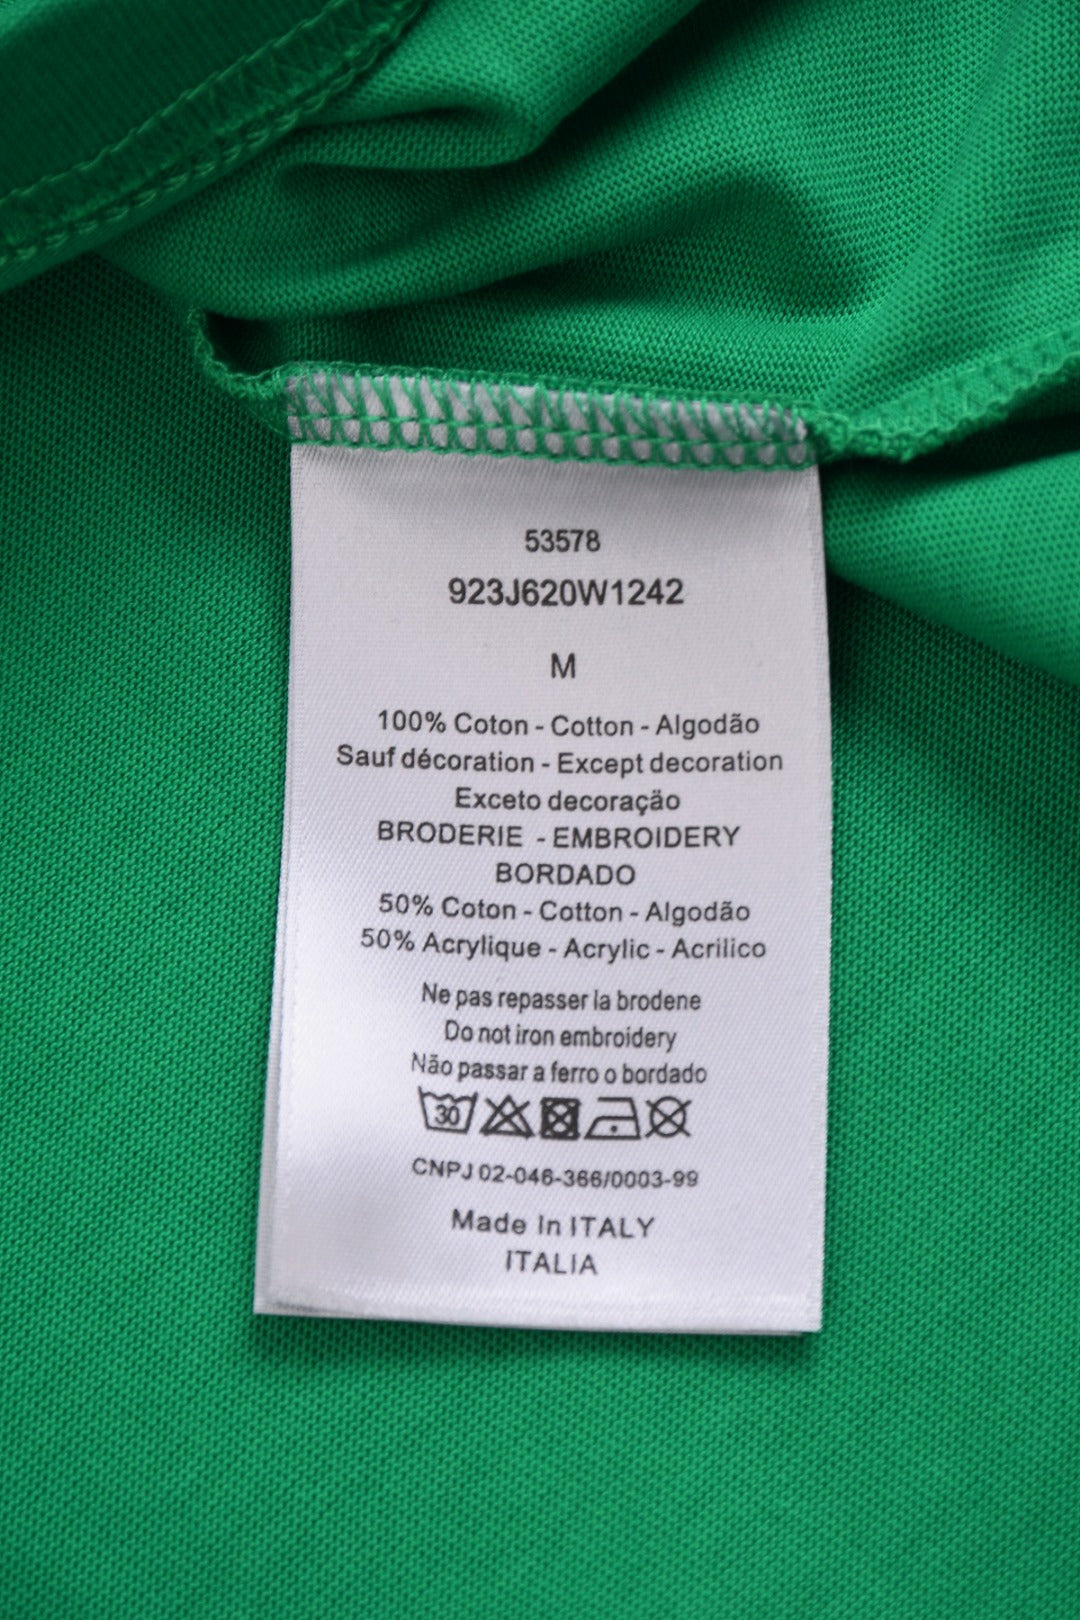 53578
923J620W1242
M
100% Coton - Cotton - Algodão
Sauf décoration - Except decoration
Exceto decoração
BRODERIE - EMBROIDERY
BORDADO
50% Coton - Cotton - Algodão
50% Acrylique - Acrylic - Acrilico
Ne pas repasser la brodene
Do not iron embroidery
Não passar a ferro o bordado
30
CNPJ 02-046-366/0003-99
Made In ITALY
ITALIA